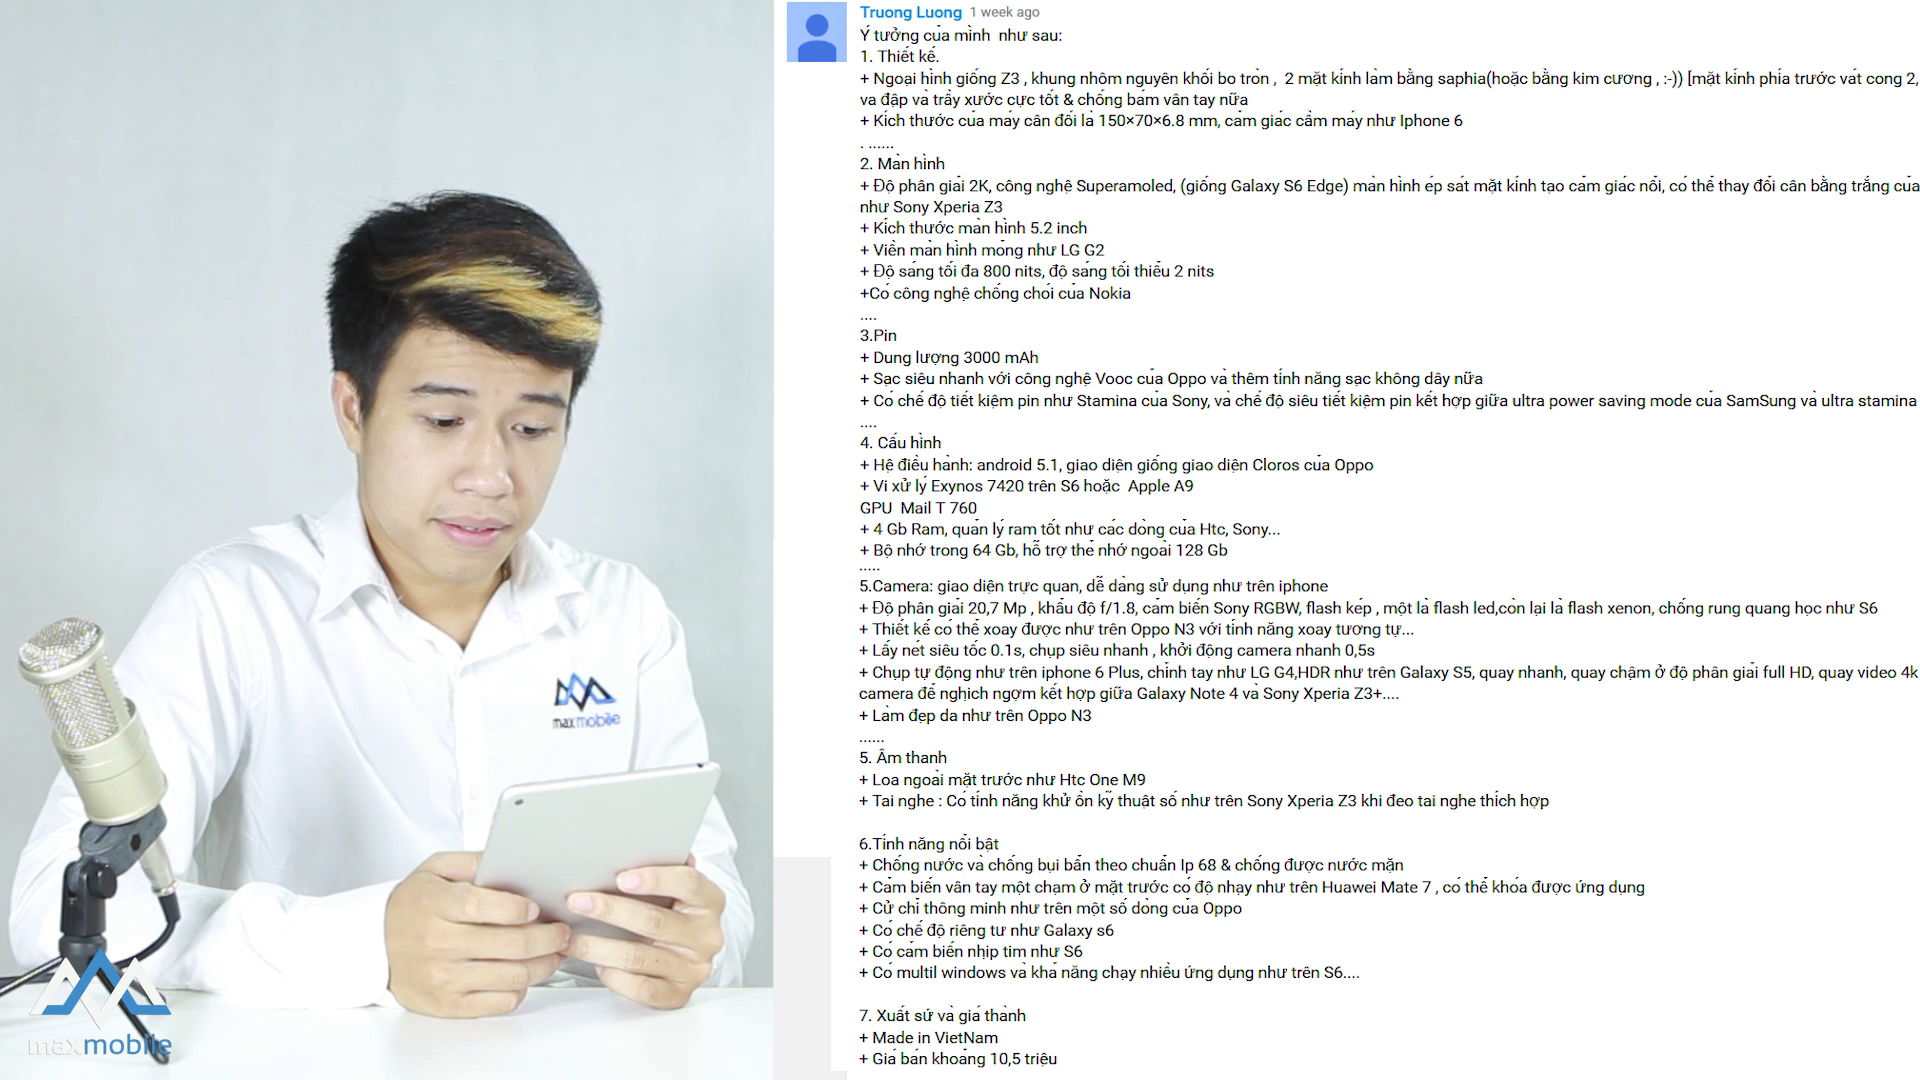 Truong Luong 1 week ago
Ý tưởng của mình như sau:
1. Thiết kế.
+ Ngoại hình giống Z3 , khung nhôm nguyên khối bo tròn , 2 mặt kính làm bằng saphia(hoặc bằng kim cương , :-)) [mặt kính phía trước vát cong 2,
va đập và trầy xước cực tốt & chống bám vân tay nữa
+ Kích thước của máy cân đối là 150×70×6.8 mm, cảm giác cầm máy như Iphone 6
. ......
2. Màn hình
+ Độ phân giải 2K, công nghệ Superamoled, (giống Galaxy S6 Edge) màn hình ép sát mặt kính tạo cảm giác nổi, có thể thay đổi cân bằng trắng của
như Sony Xperia Z3
+ Kích thước màn hình 5.2 inch
+ Viền màn hình mỏng như LG G2
+ Độ sáng tối đa 800 nits, độ sáng tối thiểu 2 nits
+Có công nghệ chống chói của Nokia
....
3.Pin
+ Dung lượng 3000 mAh
+ Sạc siêu nhanh với công nghệ Vooc của Oppo và thêm tính năng sạc không dây nữa
+ Có chế độ tiết kiệm pin như Stamina của Sony, và chế độ siêu tiết kiệm pin kết hợp giữa ultra power saving mode của SamSung và ultra stamina
....
4. Cấu hình
+ Hệ điều hành: android 5.1, giao diện giống giao diện Cloros của Oppo
+ Vi xử lý Exynos 7420 trên S6 hoặc Apple A9
GPU Mail T 760
+ 4 Gb Ram, quản lý ram tốt như các dòng của Htc, Sony...
+ Bộ nhớ trong 64 Gb, hỗ trợ thẻ nhớ ngoài 128 Gb
.....
5.Camera: giao diện trực quan, dễ dàng sử dụng như trên iphone
+ Độ phân giải 20,7 Mp , khẩu độ f/1.8, cảm biến Sony RGBW, flash kép , một là flash led,còn lại là flash xenon, chống rung quang học như S6
+ Thiết kế có thể xoay được như trên Oppo N3 với tính năng xoay tương tự...
+ Lấy nét siêu tốc 0.1s, chụp siêu nhanh , khởi động camera nhanh 0,5s
+ Chụp tự động như trên iphone 6 Plus, chỉnh tay như LG G4,HDR như trên Galaxy S5, quay nhanh, quay chậm ở độ phân giải full HD, quay video 4k
camera để nghịch ngợm kết hợp giữa Galaxy Note 4 và Sony Xperia Z3+....
+ Làm đẹp da như trên Oppo N3
......
5. Âm thanh
+ Loa ngoài mặt trước như Htc One M9
+ Tai nghe : Có tính năng khử ồn kỹ thuật số như trên Sony Xperia Z3 khi đeo tai nghe thích hợp
6.Tính năng nổi bật
+ Chống nước và chống bụi bẩn theo chuẩn Ip 68 & chống được nước mặn
+ Cảm biến vân tay một chạm ở mặt trước có độ nhạy như trên Huawei Mate 7 , có thể khóa được ứng dụng
+ Cử chỉ thông minh như trên một số dòng của Oppo
+ Có chế độ riêng tư như Galaxy s6
+ Có cảm biến nhịp tim như S6
+ Có multil windows và khả năng chạy nhiều ứng dụng như trên S6....
7. Xuất sứ và giá thành
+ Made in VietNam
+ Giá bán khoảng 10,5 triệu
maxmobile
maxmobile